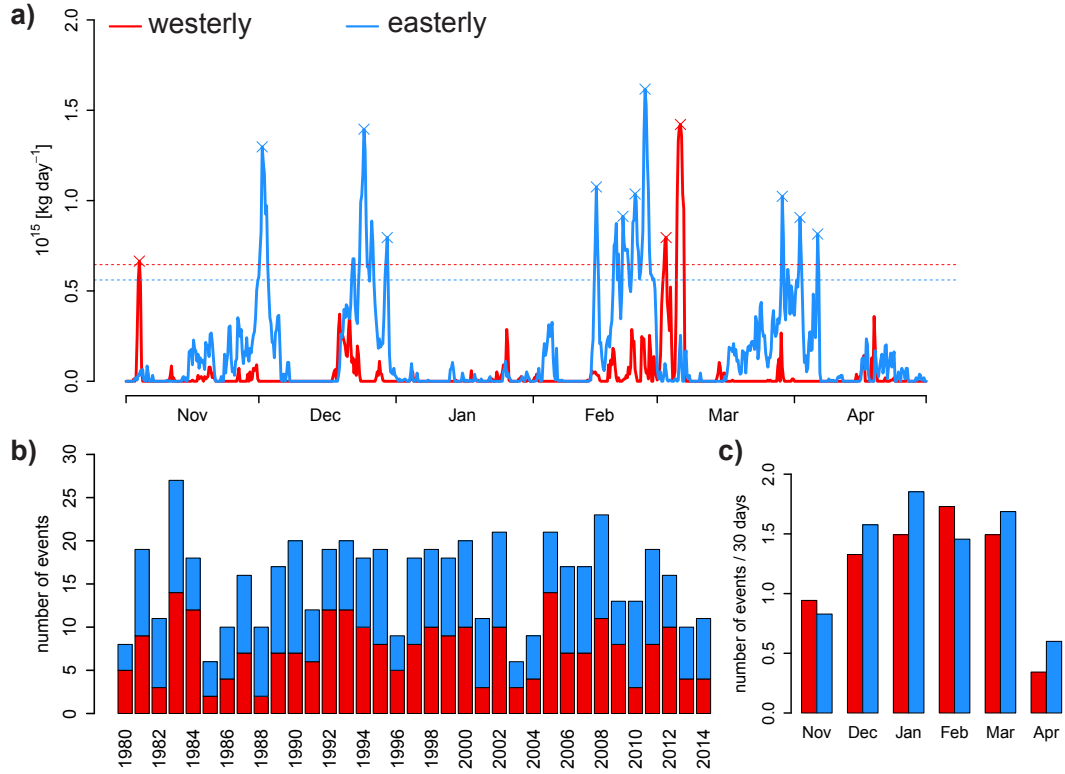 a)
westerly
easterly
10^15 [kg day^−1]
2.0
1.5
1.0
0.5
0.0
Nov
Dec
Jan
Feb
Mar
Apr
b)
number of events
30
25
20
15
10
5
0
1980
1982
1984
1986
1988
1990
1992
1994
1996
1998
2000
2002
2004
2006
2008
2010
2012
2014
c)
number of events / 30 days
2.0
1.5
1.0
0.5
0.0
Nov
Dec
Jan
Feb
Mar
Apr